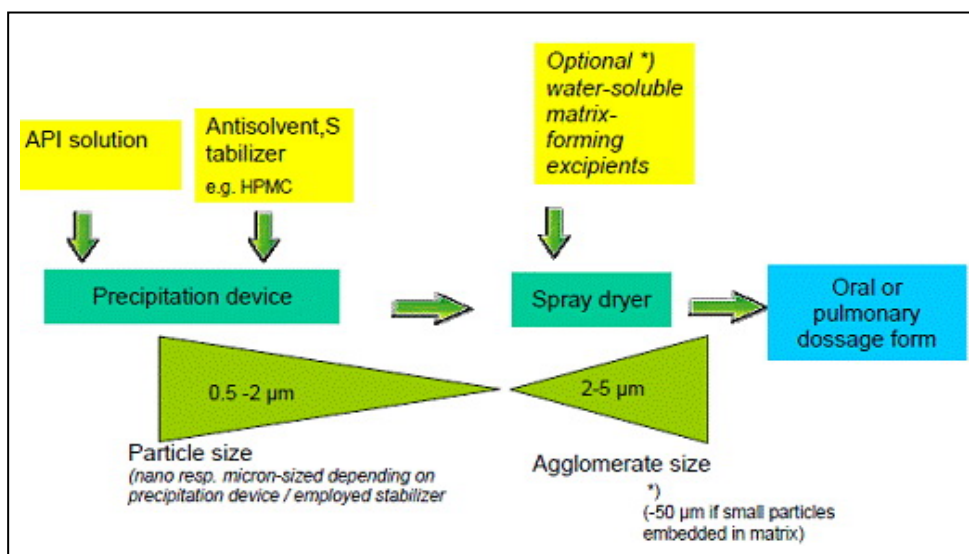 API solution
Antisolvent,S
tabilizer
e.g. HPMC
Optional *)
water-soluble
matrix-
forming
excipients
Precipitation device
Spray dryer
Oral or
pulmonary
dossage form
0.5 -2 µm
2-5 µm
Particle size
(nano resp. micron-sized depending on
precipitation device / employed stabilizer
Agglomerate size
*)
(-50 µm if small particles
embedded in matrix)